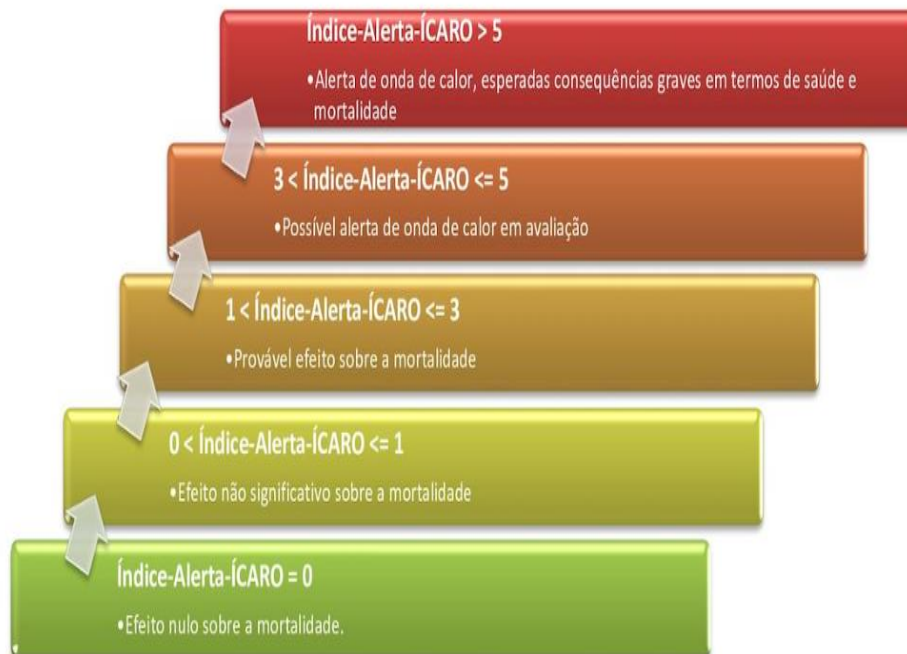 Índice-Alerta-ÍCARO > 5
•Alerta de onda de calor, esperadas consequências graves em termos de saúde e
mortalidade
3 < Índice-Alerta-ÍCARO <= 5
•Possível alerta de onda de calor em avaliação
1 < Índice-Alerta-ÍCARO <= 3
•Provável efeito sobre a mortalidade
0 < Índice-Alerta-ÍCARO <= 1
•Efeito não significativo sobre a mortalidade
Índice-Alerta-ÍCARO = 0
•Efeito nulo sobre a mortalidade.